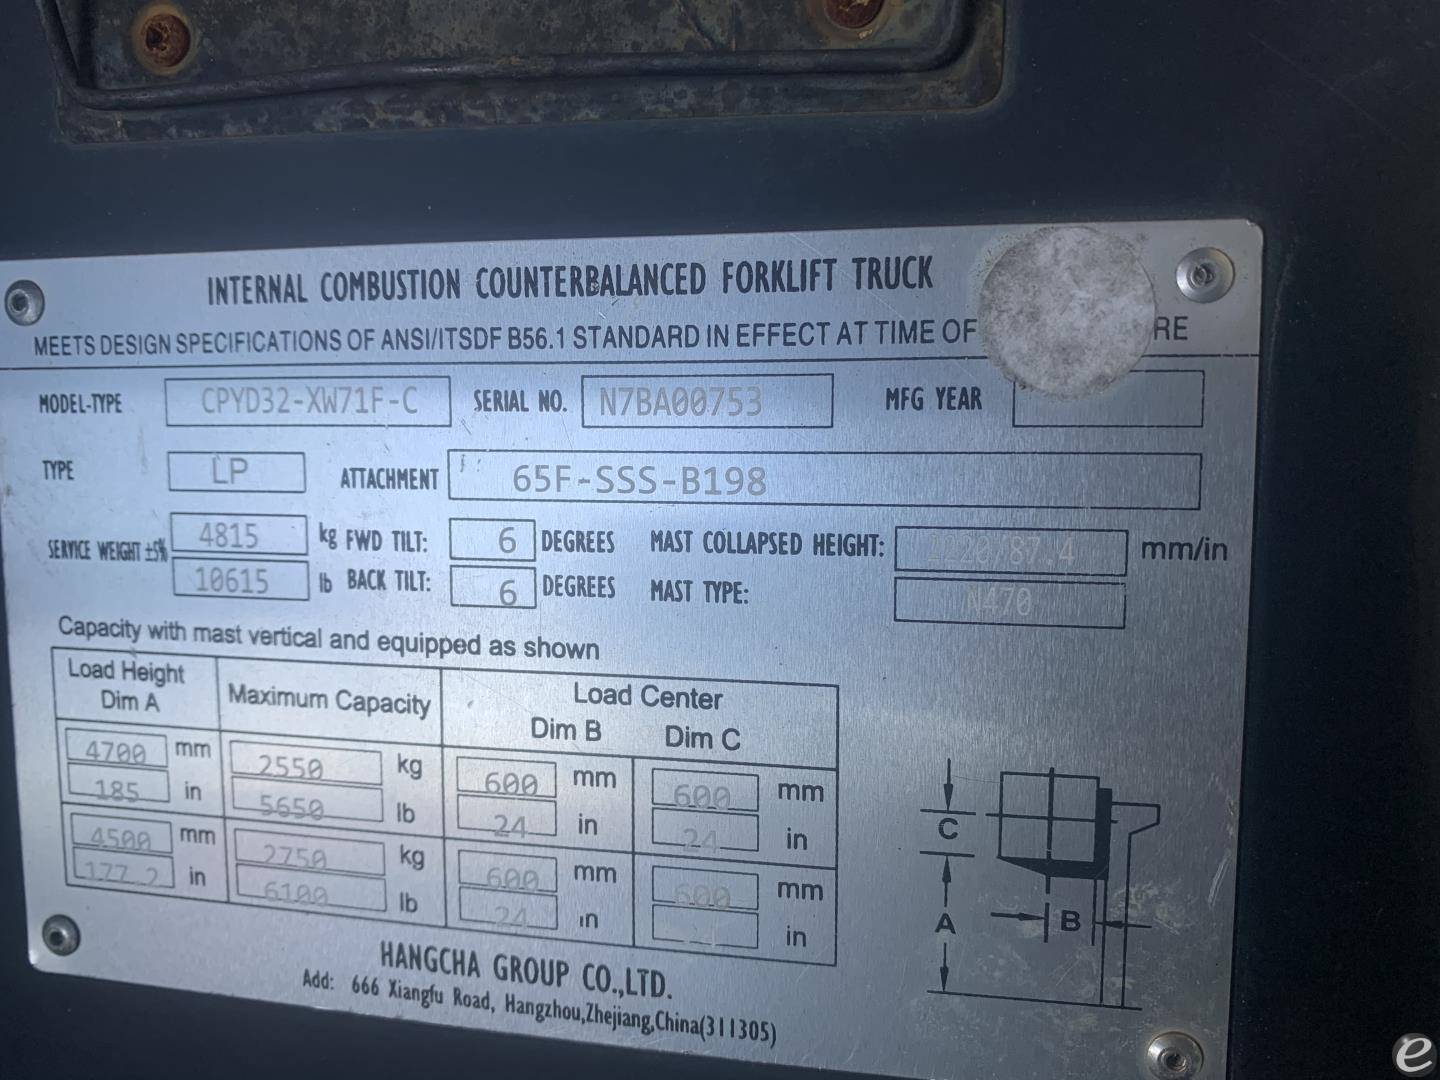 INTERNAL COMBUSTION COUNTERBALANCED FORKLIFT TRUCK
MEETS DESIGN SPECIFICATIONS OF ANSI/ITSDF B56.1 STANDARD IN EFFECT AT TIME OF RE
MODEL-TYPE CPYD32-XW71F-C SERIAL NO. N7BA00753 MFG YEAR
TYPE LP ATTACHMENT 65F-SSS-B198
SERVICE WEIGHT ±5% 4815 kg FWD TILT: 6 DEGREES MAST COLLAPSED HEIGHT: 2220/87.4 mm/in
10615 lb BACK TILT: 6 DEGREES MAST TYPE: N470
Capacity with mast vertical and equipped as shown
Load Height Maximum Capacity Load Center
Dim A Dim B Dim C
4700 mm 2550 kg 600 mm 600 mm
185 in 5650 lb 24 in 24 in
4500 mm 2750 kg 600 mm 600 mm
177.2 in 6100 lb 24 in in
C
A B
HANGCHA GROUP CO.,LTD.
Add: 666 Xiangfu Road, Hangzhou,Zhejiang,China(311305)
e